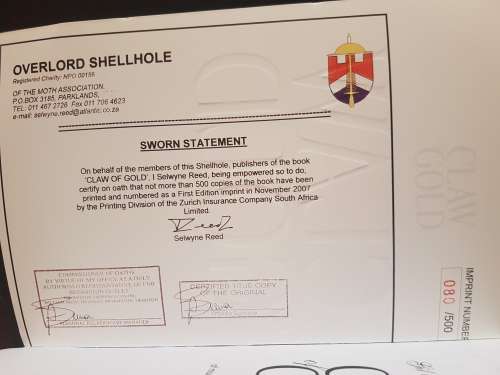 OVERLORD SHELLHOLE
Registered Charity: NPO 00156
OF THE MOTH ASSOCIATION.
P.O.BOX 3185, PARKLANDS,
TEL: 011 467 2726 Fax 011 706 4623
e-mail: selwyne.reed@atlantic.co.za
SWORN STATEMENT
On behalf of the members of this Shellhole, publishers of the book
'CLAW OF GOLD', I Selwyne Reed, being empowered so to do,
certify on oath that not more than 500 copies of the book have been
printed and numbered as a First Edition imprint in November 2007
by the Printing Division of the Zurich Insurance Company South Africa
Limited.
Selwyne Reed
COMMISSIONER OF OATHS
CERTIFIED TRUE COPY
OF THE ORIGINAL
CLAW
GOLD
IMPRINT NUMBER
080 /500